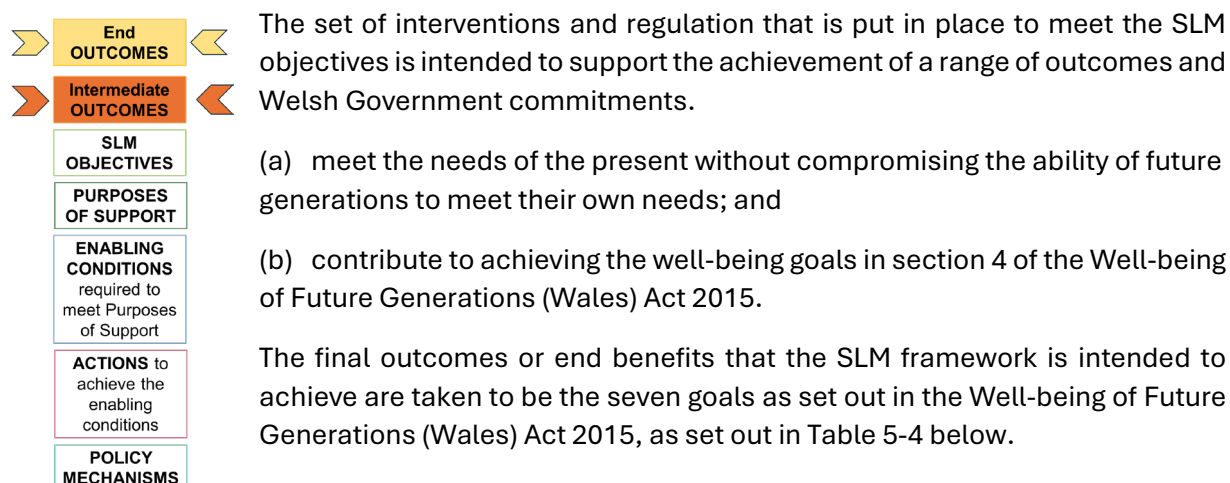 End
OUTCOMES
Intermediate
OUTCOMES
SLM
OBJECTIVES
PURPOSES
OF SUPPORT
ENABLING
CONDITIONS
required to
meet Purposes
of Support
ACTIONS to
achieve the
enabling
conditions
POLICY
MECHANISMS
The set of interventions and regulation that is put in place to meet the SLM
objectives is intended to support the achievement of a range of outcomes and
Welsh Government commitments.
(a) meet the needs of the present without compromising the ability of future
generations to meet their own needs; and
(b) contribute to achieving the well-being goals in section 4 of the Well-being
of Future Generations (Wales) Act 2015.
The final outcomes or end benefits that the SLM framework is intended to
achieve are taken to be the seven goals as set out in the Well-being of Future
Generations (Wales) Act 2015, as set out in Table 5-4 below.